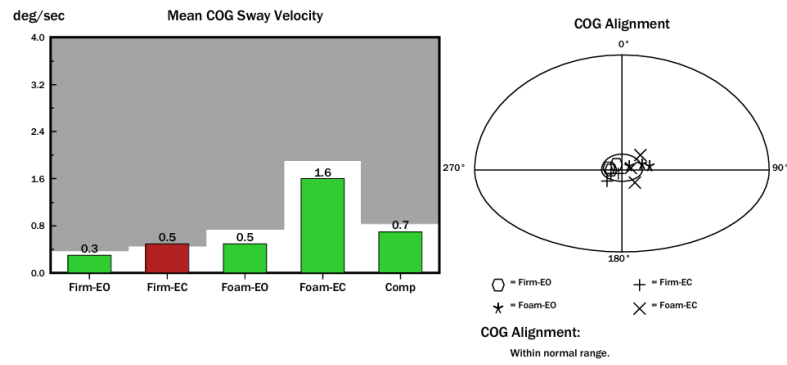 deg/sec
Mean COG Sway Velocity
4.0
3.2
2.4
1.6
0.8
0.0
0.3
0.5
0.5
1.6
0.7
Firm-EO Firm-EC Foam-EO Foam-EC Comp
COG Alignment
0°
270° 90°
180°
= Firm-EO = Firm-EC
= Foam-EO = Foam-EC
COG Alignment:
Within normal range.